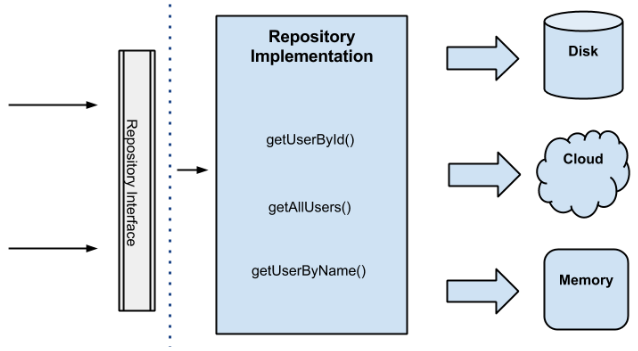 Repository Interface
Repository
Implementation
getUserById()
getAllUsers()
getUserByName()
Disk
Cloud
Memory